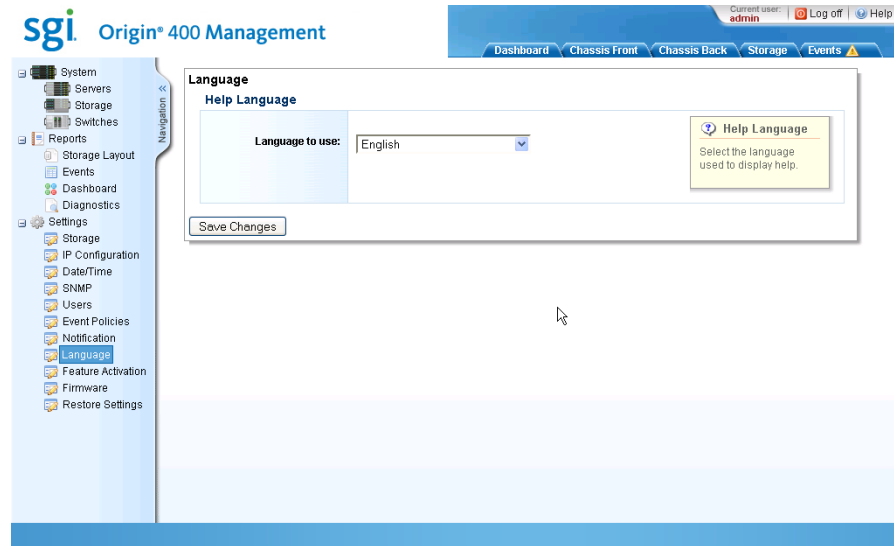 sgi Origin® 400 Management
Current user:
admin
Log off
Help
Dashboard
Chassis Front
Chassis Back
Storage
Events
System
Servers
Storage
Switches
Reports
Storage Layout
Events
Dashboard
Diagnostics
Settings
Storage
IP Configuration
Date/Time
SNMP
Users
Event Policies
Notification
Language
Feature Activation
Firmware
Restore Settings
«
Navigation
Language
Help Language
Language to use:
English
Help Language
Select the language
used to display help.
Save Changes